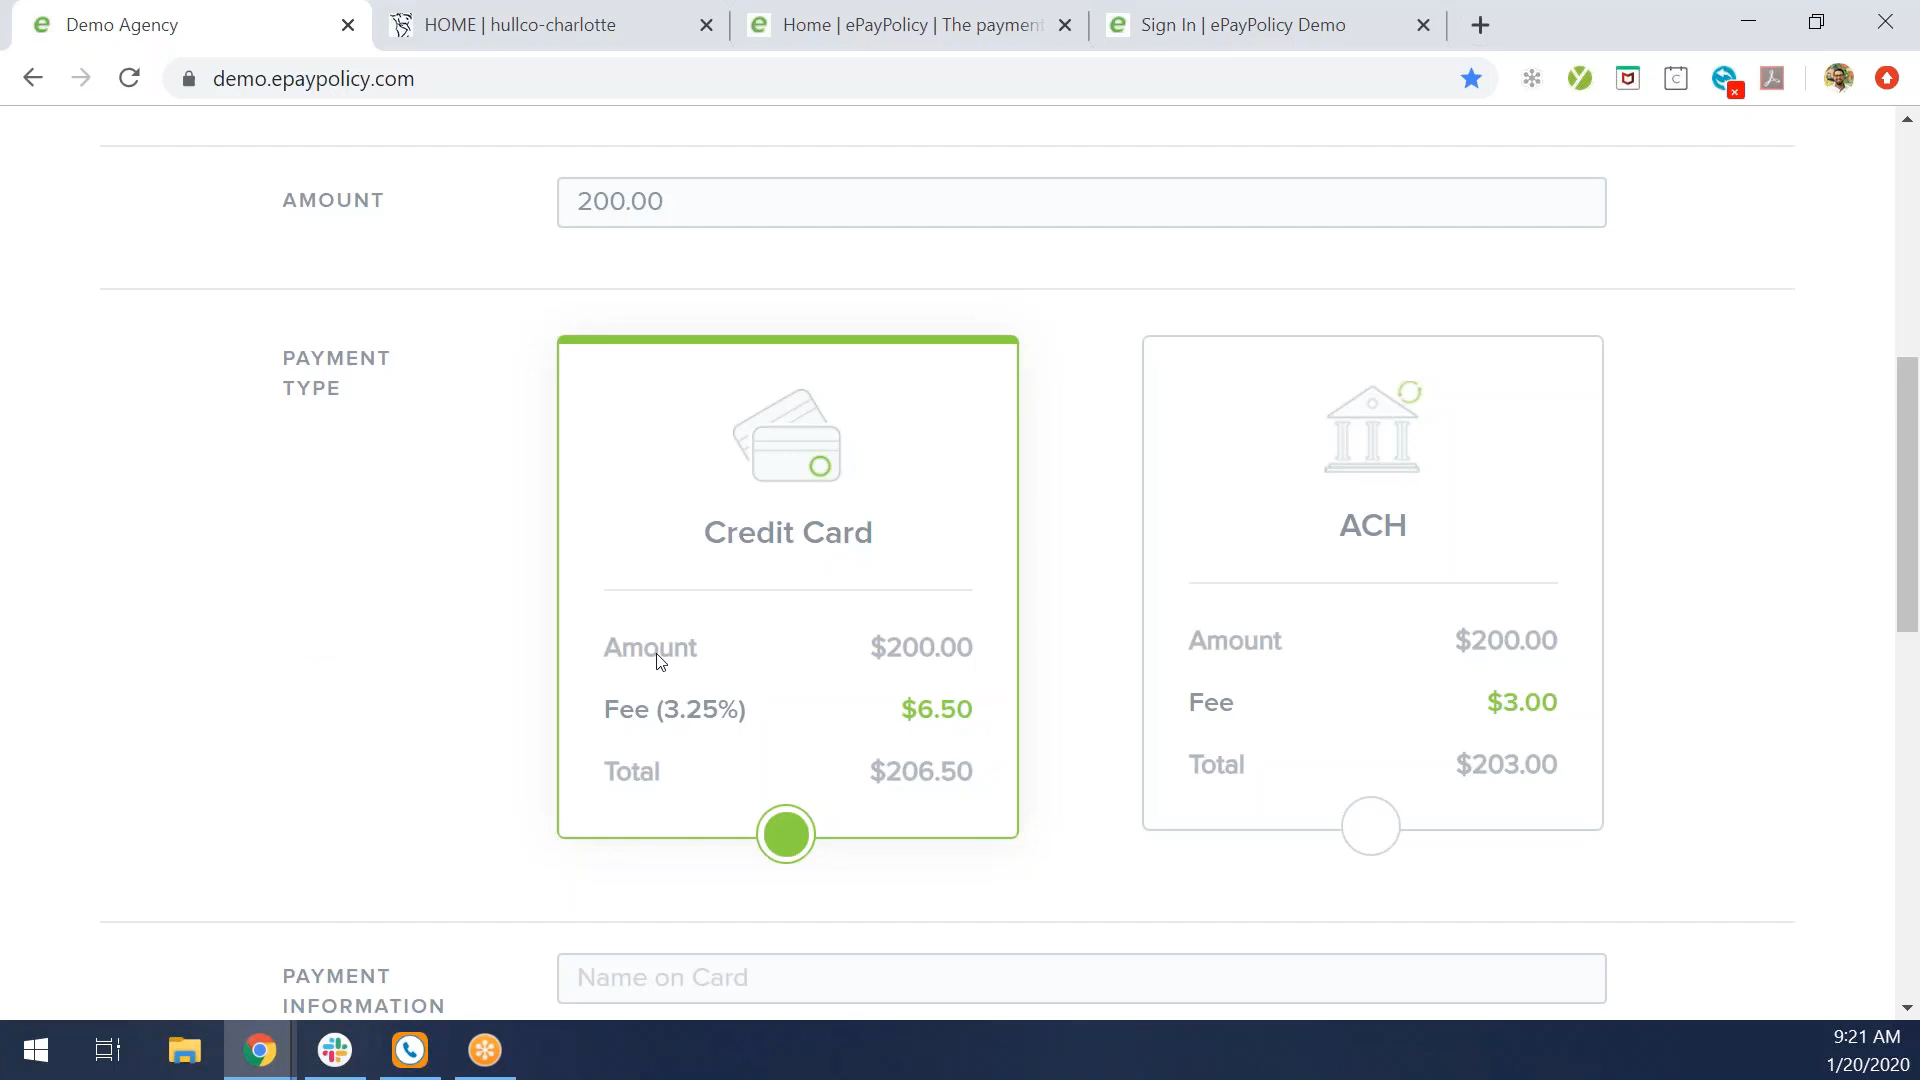 Demo Agency
HOME | hullco-charlotte
Home | ePayPolicy | The payment
Sign In | ePayPolicy Demo
demo.epaypolicy.com
AMOUNT
200.00
PAYMENT
TYPE
Credit Card
Amount $200.00
Fee (3.25%) $6.50
Total $206.50
ACH
Amount $200.00
Fee $3.00
Total $203.00
PAYMENT
INFORMATION
Name on Card
9:21 AM
1/20/2020